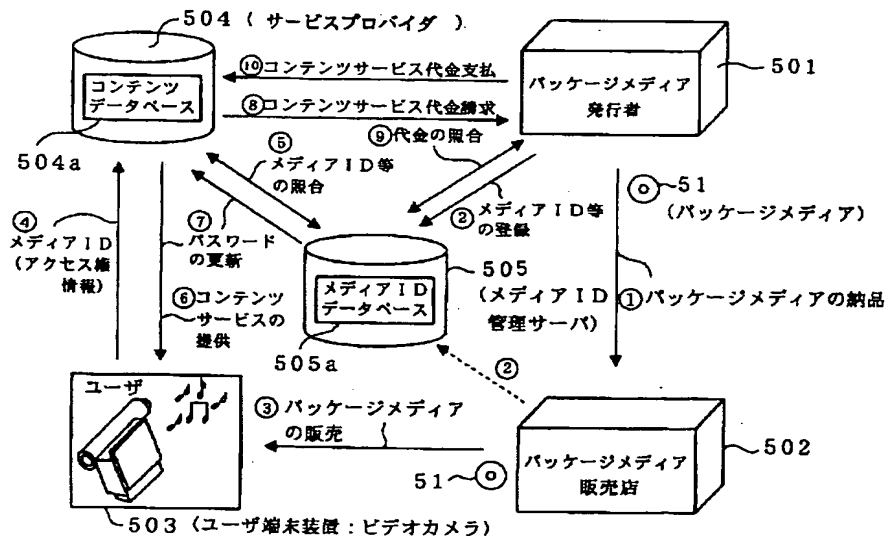 504(サービスプロバイダ)
コンテンツ
データベース
504a
⑩コンテンツサービス代金支払
⑧コンテンツサービス代金請求
⑨代金の照合
パッケージメディア
発行者
501
⑤
メディアID等
の照合
②メディアID等
の登録
51
(パッケージメディア)
④
メディアID
(アクセス権
情報)
⑦
パスワード
の更新
⑥コンテンツ
サービスの
提供
メディアID
データベース
505a
505
(メディアID
管理サーバ)
①パッケージメディアの納品
②
ユーザ
③パッケージメディア
の販売
51
パッケージメディア
販売店
502
503(ユーザ端末装置:ビデオカメラ)